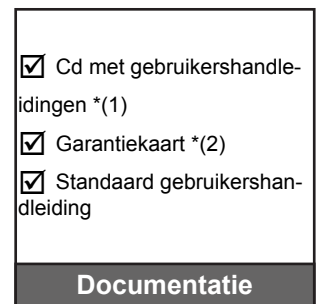 ☑ Cd met gebruikershandle-
idingen *(1)
☑ Garantiekaart *(2)
☑ Standaard gebruikershan-
dleiding
Documentatie